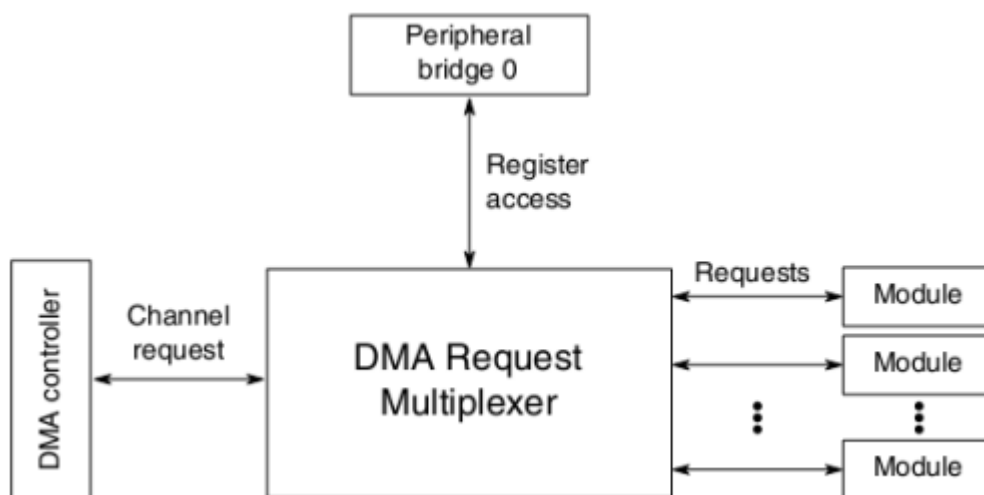 Peripheral
bridge 0
Register
access
DMA controller
Channel
request
DMA Request
Multiplexer
Requests
Module
Module
Module